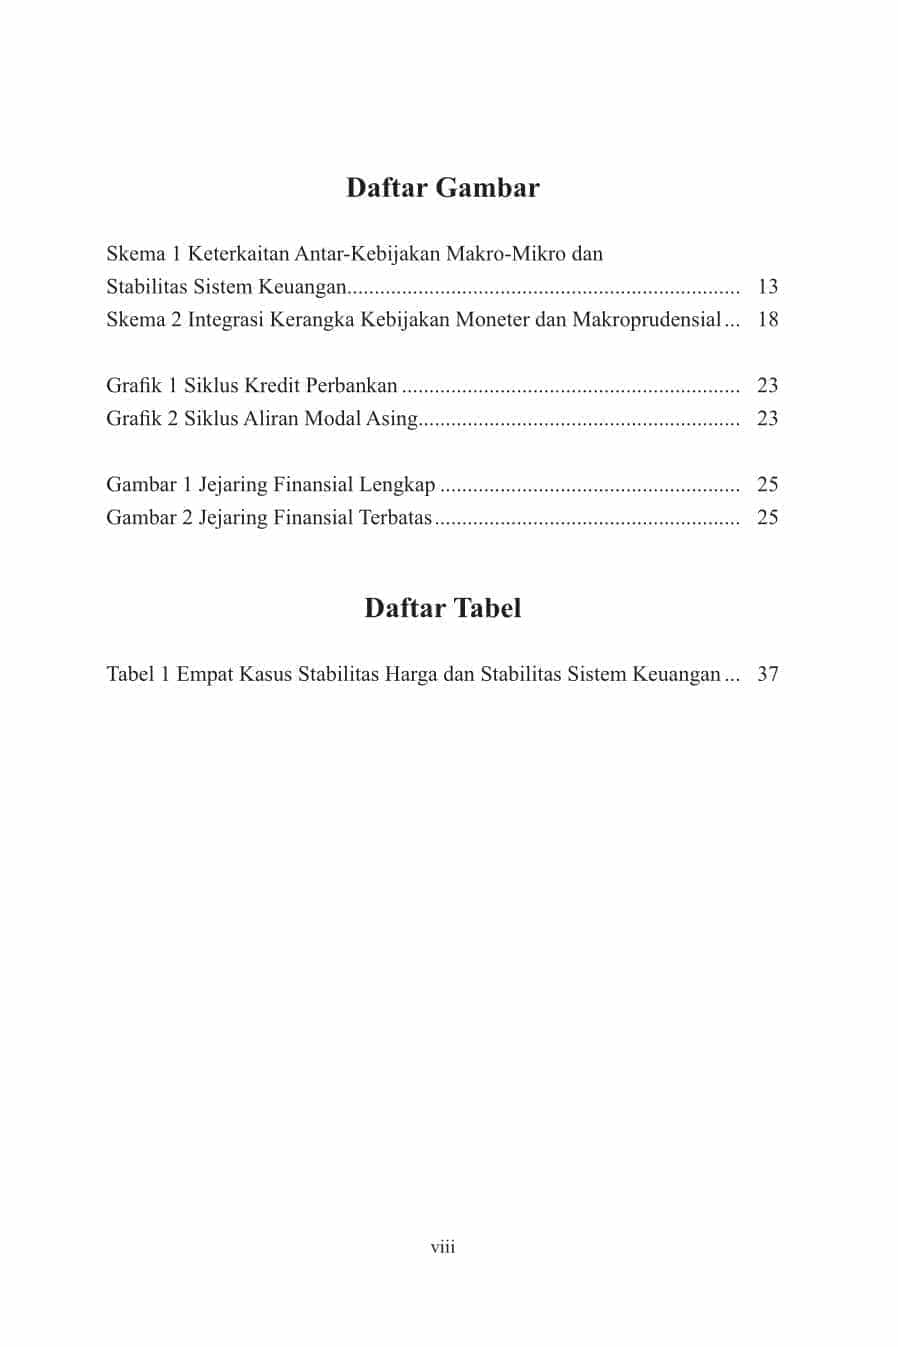 Daftar Gambar
Skema 1 Keterkaitan Antar-Kebijakan Makro-Mikro dan
Stabilitas Sistem Keuangan........................................................................ 13
Skema 2 Integrasi Kerangka Kebijakan Moneter dan Makroprudensial... 18
Grafik 1 Siklus Kredit Perbankan .............................................................. 23
Grafik 2 Siklus Aliran Modal Asing........................................................... 23
Gambar 1 Jejaring Finansial Lengkap ....................................................... 25
Gambar 2 Jejaring Finansial Terbatas........................................................ 25
Daftar Tabel
Tabel 1 Empat Kasus Stabilitas Harga dan Stabilitas Sistem Keuangan... 37
viii